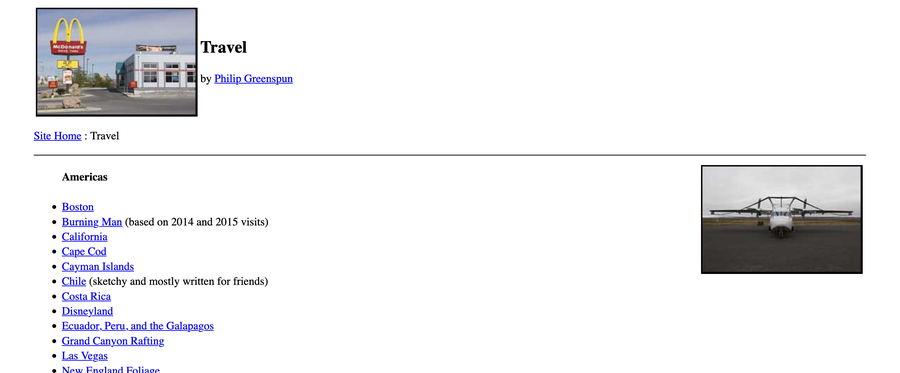 McDonald's
Travel
by Philip Greenspun
Site Home : Travel
Americas
Boston
Burning Man (based on 2014 and 2015 visits)
California
Cape Cod
Cayman Islands
Chile (sketchy and mostly written for friends)
Costa Rica
Disneyland
Ecuador, Peru, and the Galapagos
Grand Canyon Rafting
Las Vegas
New England Foliage